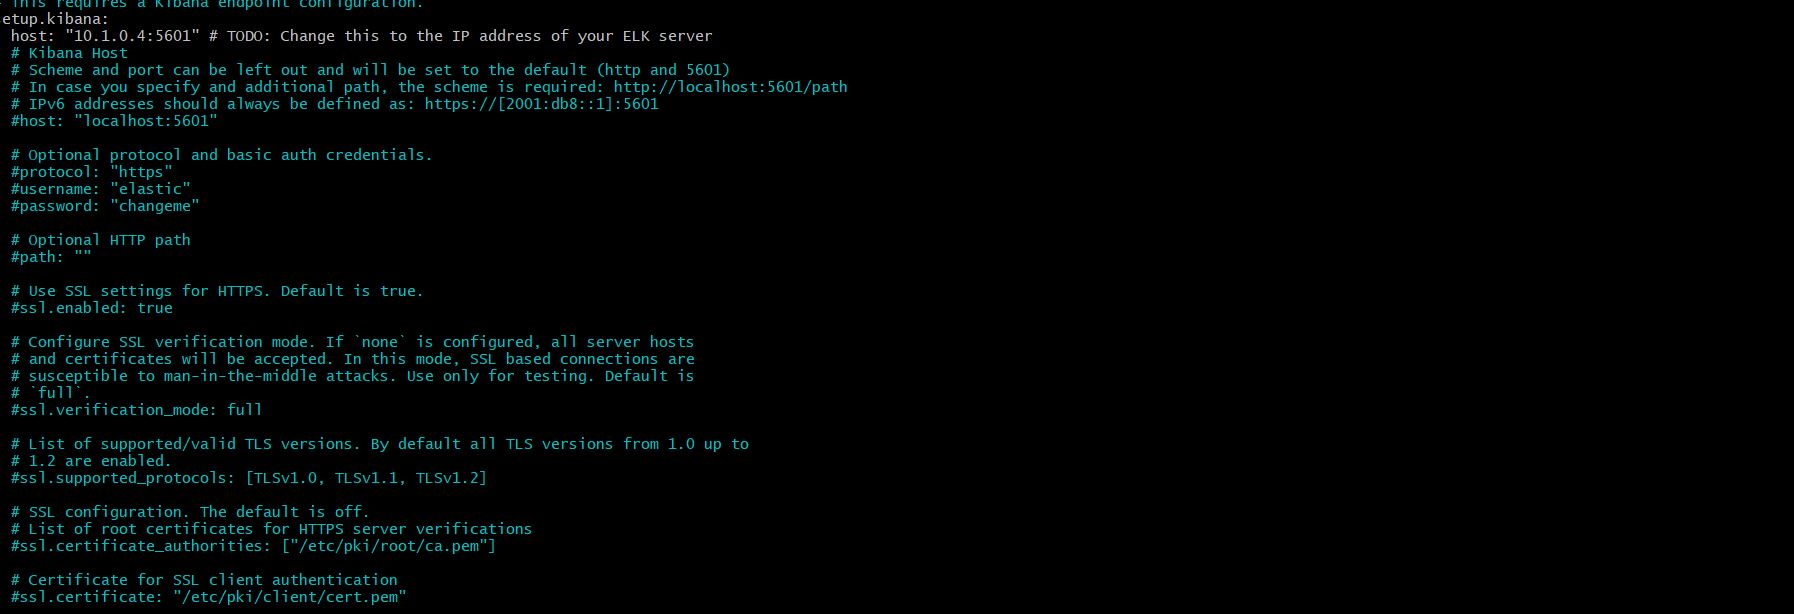 This requires a Kibana endpoint configuration.
etup.kibana:
host: "10.1.0.4:5601" # TODO: Change this to the IP address of your ELK server
# Kibana Host
# Scheme and port can be left out and will be set to the default (http and 5601)
# In case you specify and additional path, the scheme is required: http://localhost:5601/path
# IPv6 addresses should always be defined as: https://[2001:db8::1]:5601
#host: "localhost:5601"
# Optional protocol and basic auth credentials.
#protocol: "https"
#username: "elastic"
#password: "changeme"
# Optional HTTP path
#path: ""
# Use SSL settings for HTTPS. Default is true.
#ssl.enabled: true
# Configure SSL verification mode. If `none` is configured, all server hosts
# and certificates will be accepted. In this mode, SSL based connections are
# susceptible to man-in-the-middle attacks. Use only for testing. Default is
# `full`.
#ssl.verification_mode: full
# List of supported/valid TLS versions. By default all TLS versions from 1.0 up to
# 1.2 are enabled.
#ssl.supported_protocols: [TLSv1.0, TLSv1.1, TLSv1.2]
# SSL configuration. The default is off.
# List of root certificates for HTTPS server verifications
#ssl.certificate_authorities: ["/etc/pki/root/ca.pem"]
# Certificate for SSL client authentication
#ssl.certificate: "/etc/pki/client/cert.pem"